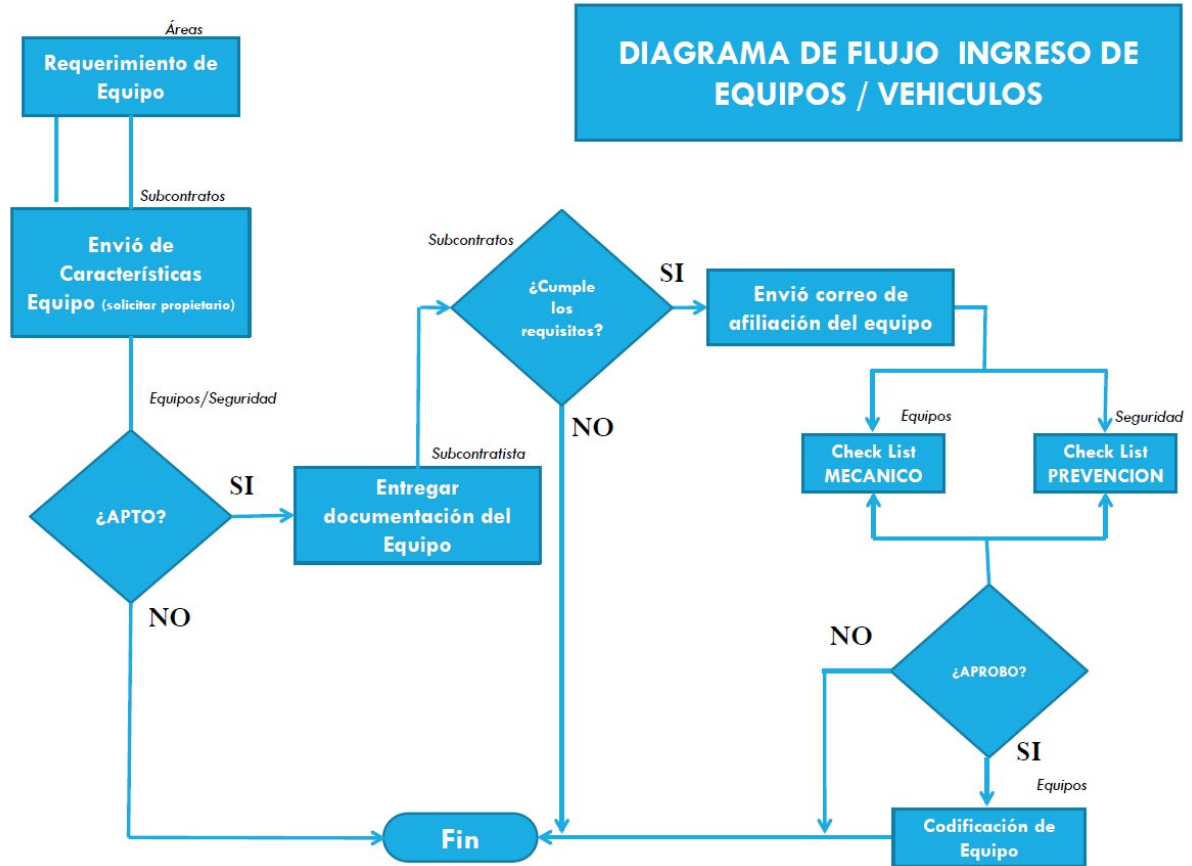 DIAGRAMA DE FLUJO INGRESO DE
EQUIPOS / VEHICULOS
Áreas
Requerimiento de
Equipo
Subcontratos
Envió de
Características
Equipo (solicitar propietario)
Equipos/Seguridad
¿APTO?
SI
NO
Subcontratista
Entregar
documentación del
Equipo
Subcontratos
¿Cumple
los
requisitos?
SI
NO
Envió correo de
afiliación del equipo
Equipos
Check List
MECANICO
Seguridad
Check List
PREVENCION
¿APROBO?
NO
SI
Equipos
Codificación de
Equipo
Fin